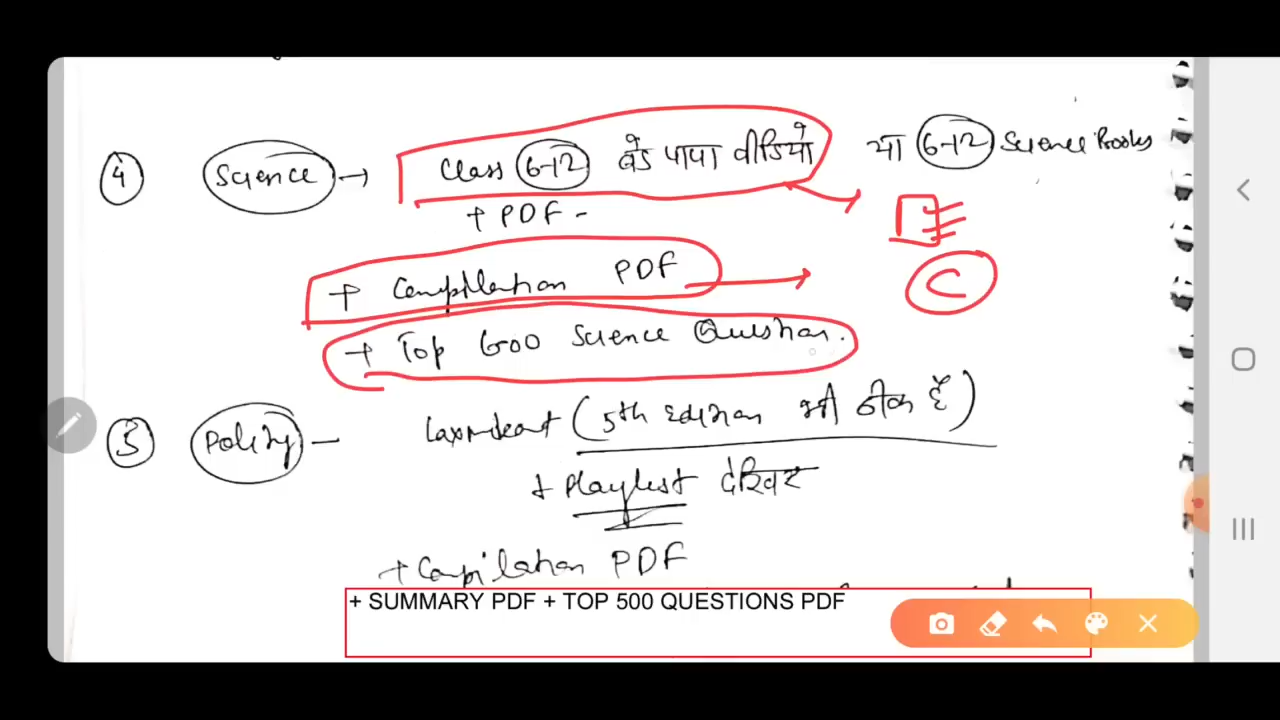 ④ Science → Class 6-12 के पापा वीडियो या 6-12 Science Books
+ PDF -
+ Compilation PDF →
C
+ Top 600 Science Question.
⑤ Polity - Laxmikant (5th Edition भी ठीक है)
+ Playlist देखिए
+ Compilation PDF
+ SUMMARY PDF + TOP 500 QUESTIONS PDF